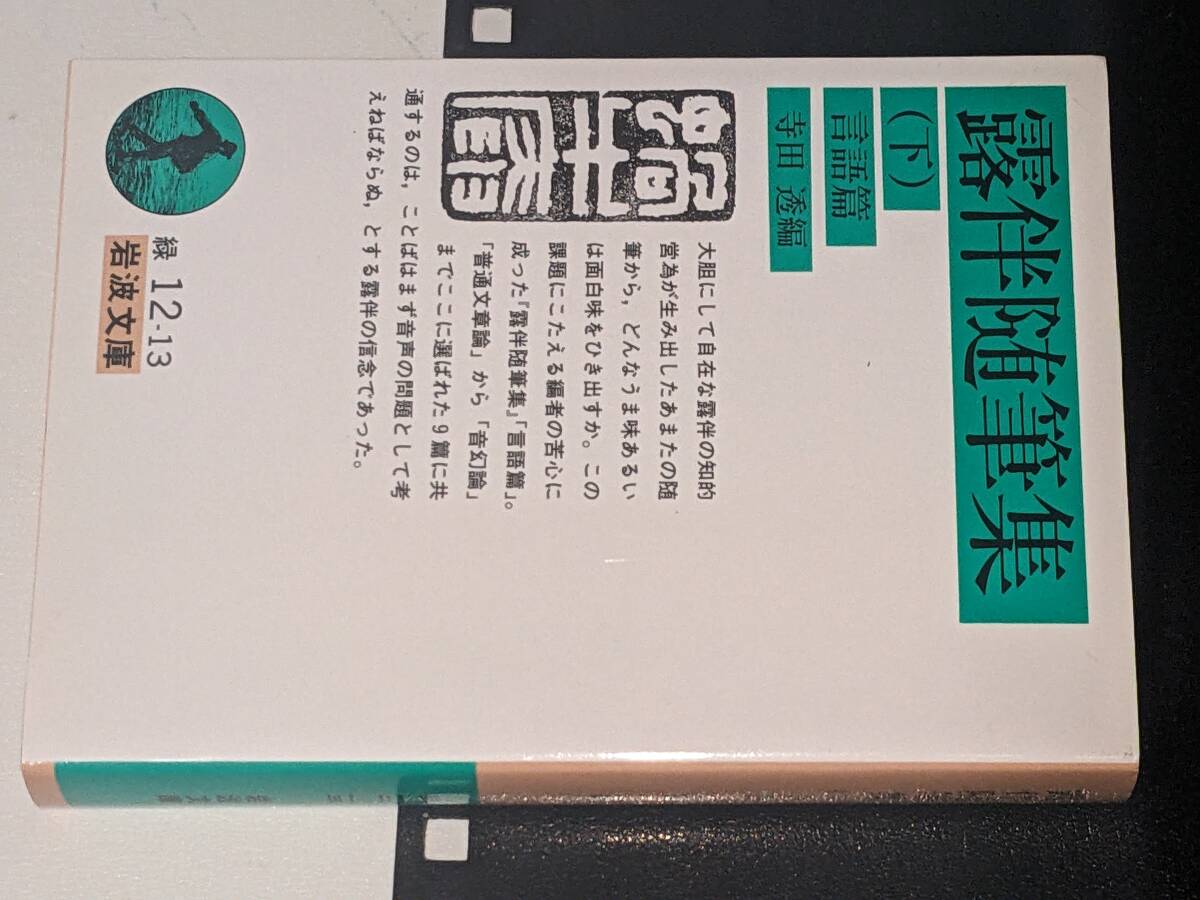 露伴随筆集
(下)
言語篇
寺田 透編
大胆にして自在な露伴の知的
営為が生み出したあまたの随
筆から，どんなうま味あるい
は面白味をひき出すか。この
課題にこたえる編者の苦心に
成った『露伴随筆集』「言語篇」。
「普通文章論」から「音幻論」
までここに選ばれた9篇に共
通するのは，ことばはまず音声の問題として考
えねばならぬ，とする露伴の信念であった。
緑 12-13
岩波文庫